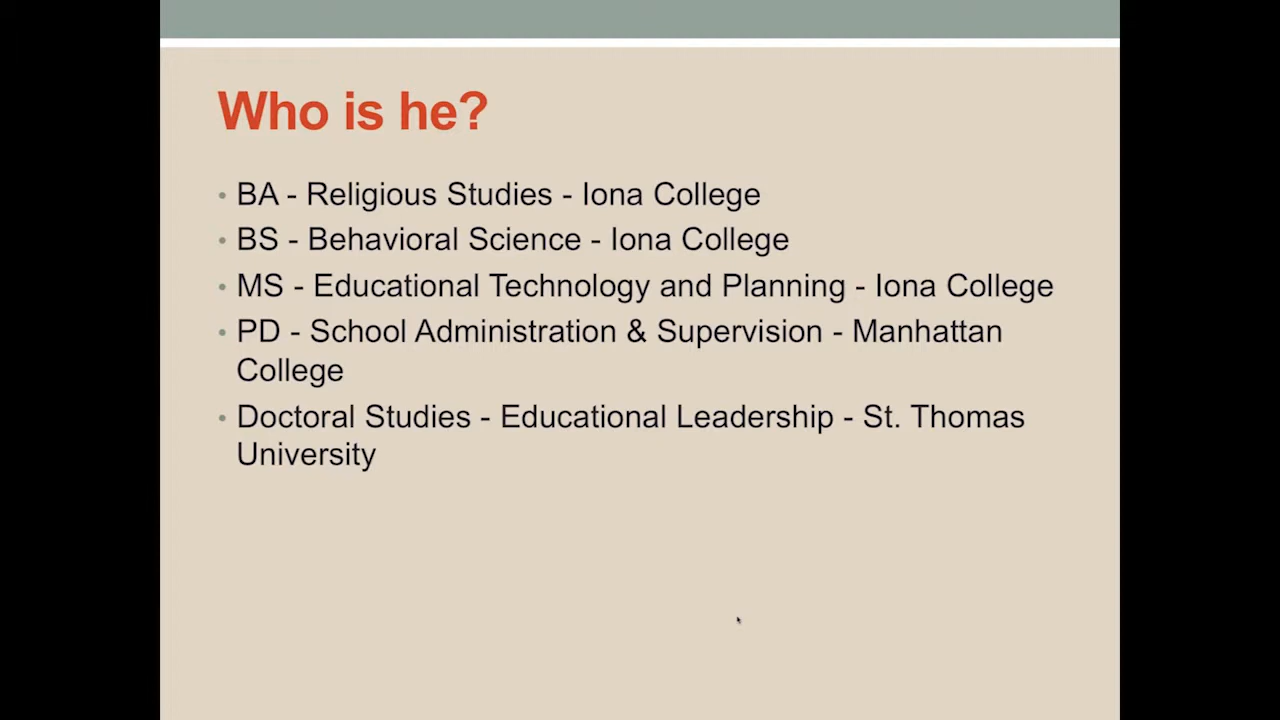 Who is he?
• BA - Religious Studies - Iona College
• BS - Behavioral Science - Iona College
• MS - Educational Technology and Planning - Iona College
• PD - School Administration & Supervision - Manhattan
College
• Doctoral Studies - Educational Leadership - St. Thomas
University